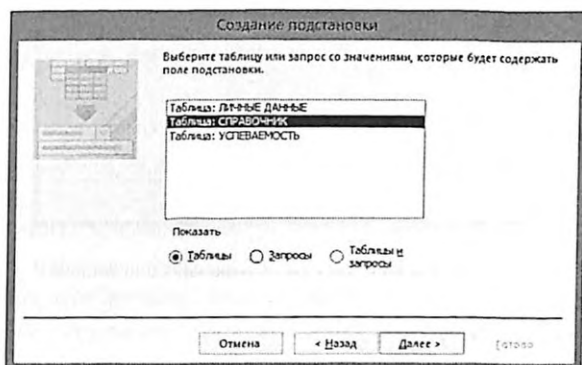 Создание подстановки
Выберите таблицу или запрос со значениями, которые будет содержать
поле подстановки.
Таблица: ЛИЧНЫЕ ДАННЫЕ
Таблица: СПРАВОЧНИК
Таблица: УСПЕВАЕМОСТЬ
Показать
Таблицы
Запросы
Таблицы и
запросы
Отмена
< Назад
Далее >
Готово